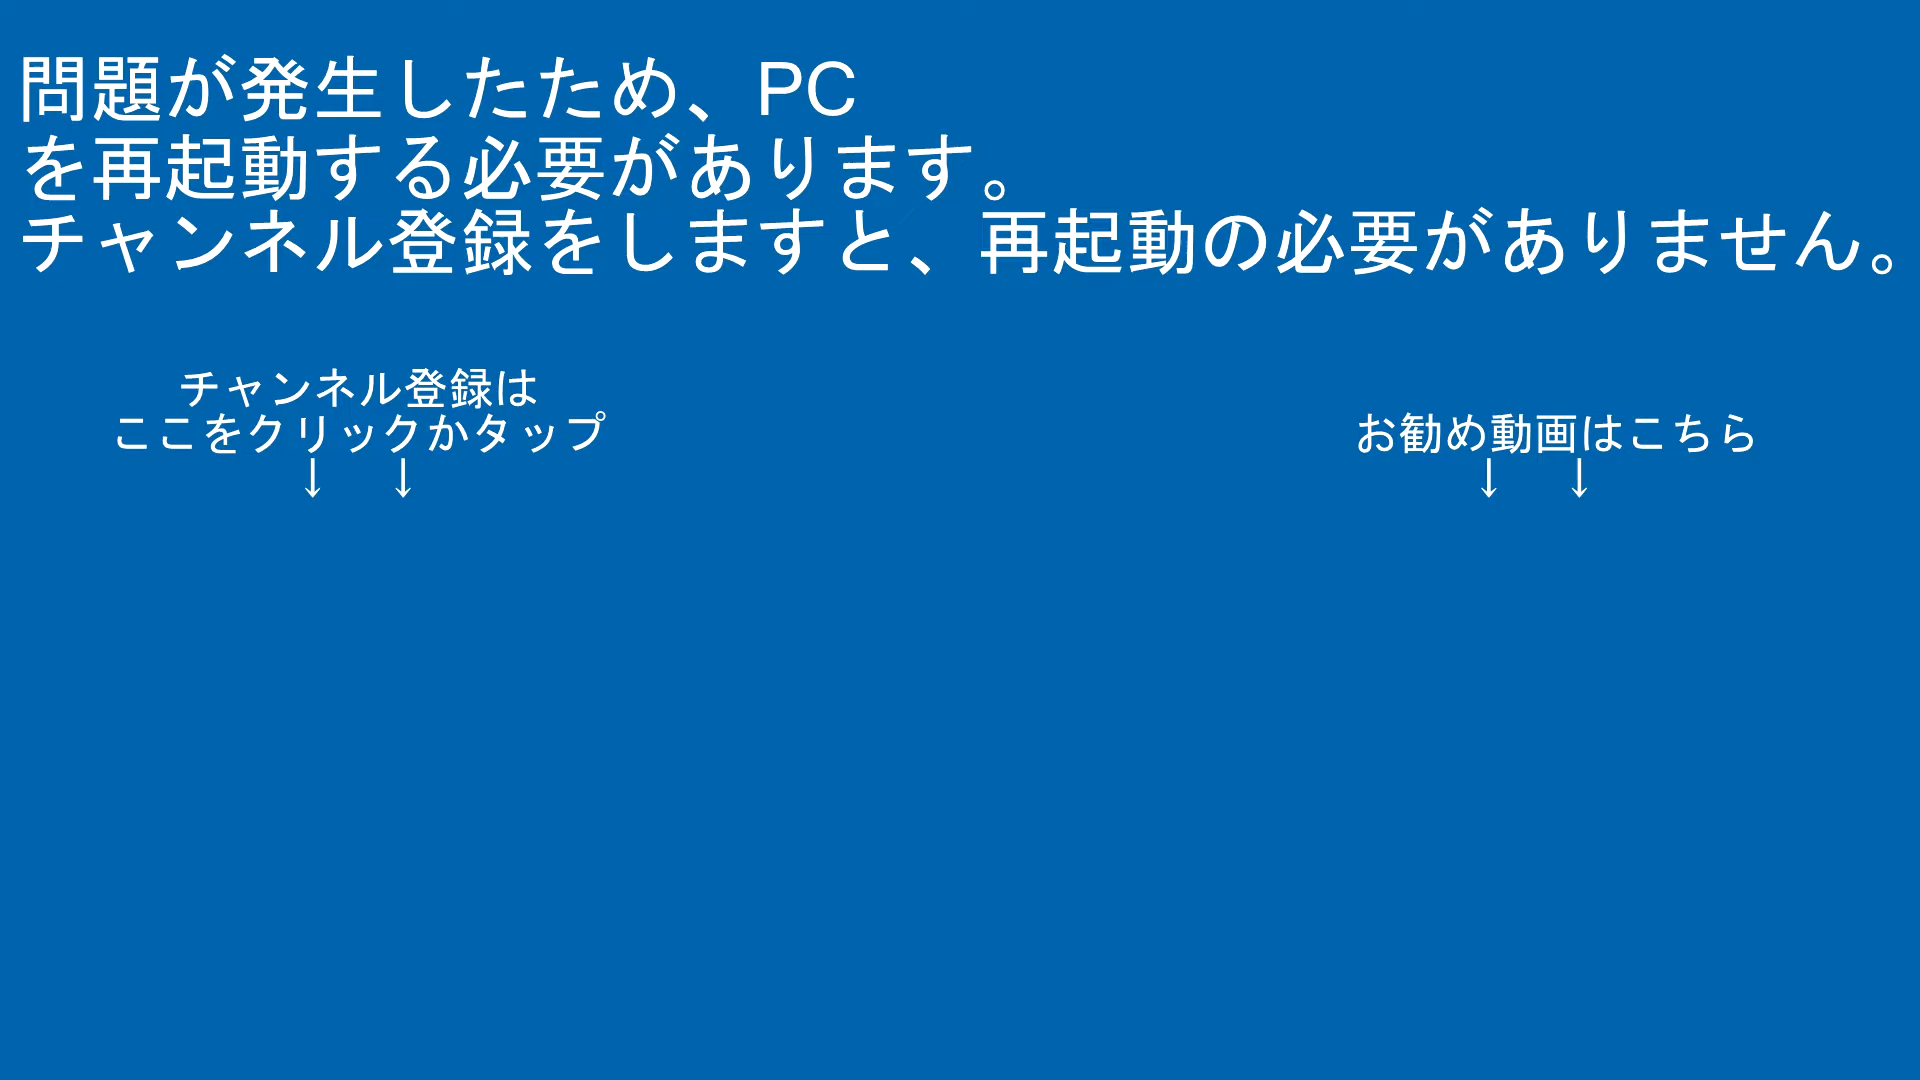 問題が発生したため、PC
を再起動する必要があります。
チャンネル登録をしますと、再起動の必要がありません。
チャンネル登録は
ここをクリックかタップ
↓ ↓
お勧め動画はこちら
↓ ↓